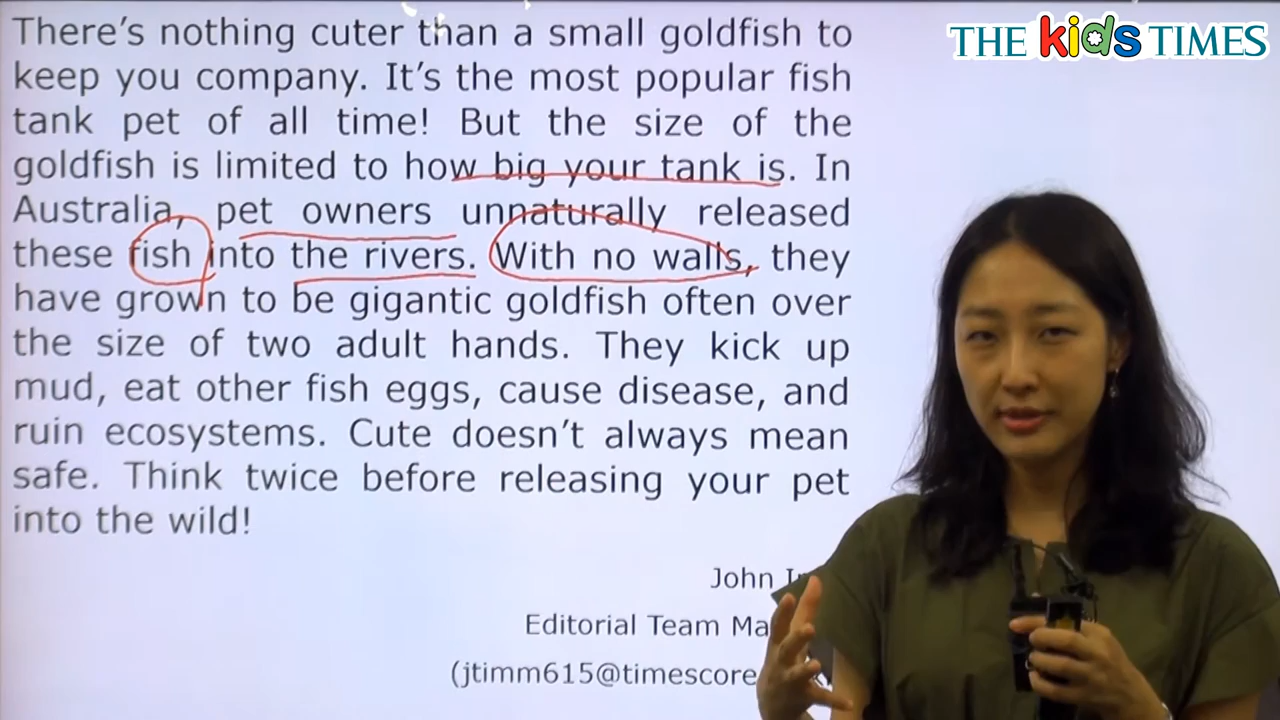 THE kids TIMES
There's nothing cuter than a small goldfish to
keep you company. It's the most popular fish
tank pet of all time! But the size of the
goldfish is limited to how big your tank is. In
Australia, pet owners unnaturally released
these fish into the rivers. With no walls, they
have grown to be gigantic goldfish often over
the size of two adult hands. They kick up
mud, eat other fish eggs, cause disease, and
ruin ecosystems. Cute doesn't always mean
safe. Think twice before releasing your pet
into the wild!
John
Editorial Team
(jtimm615@timescore